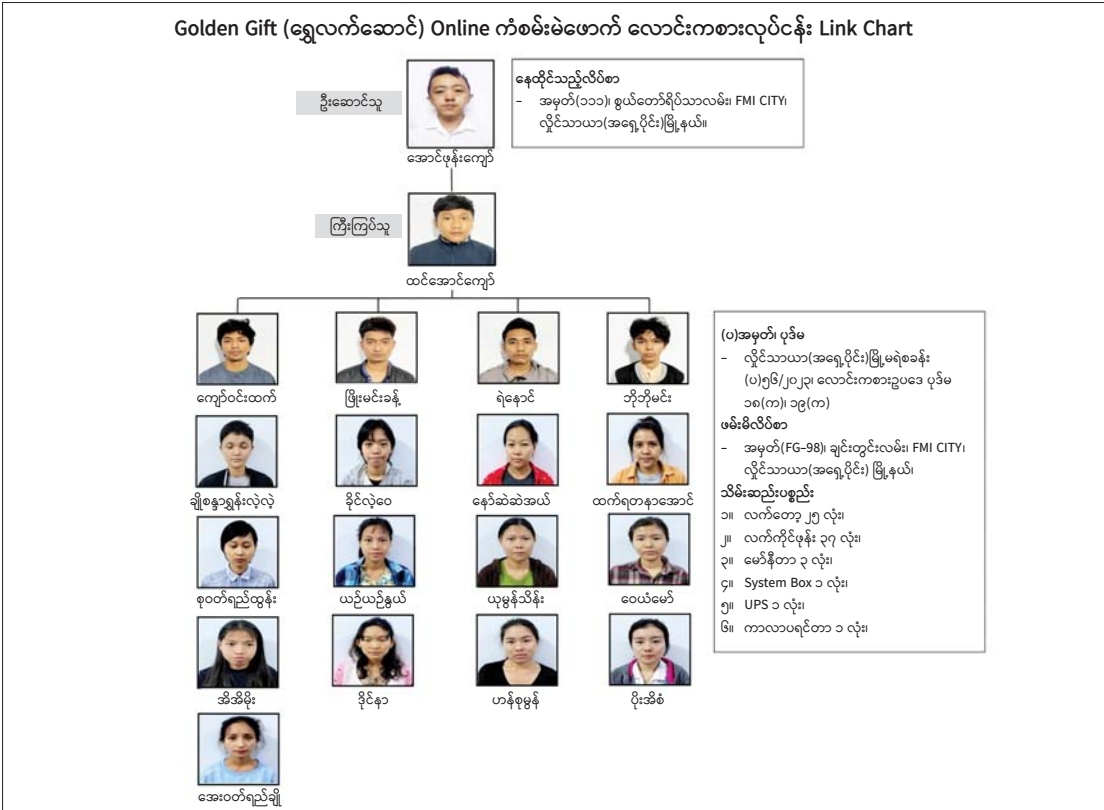 Golden Gift (ရွှေလက်ဆောင်) Online ကံစမ်းမဲဖောက် လောင်းကစားလုပ်ငန်း Link Chart
ဦးဆောင်သူ
အောင်ဖုန်းကျော်
နေထိုင်သည့်လိပ်စာ
– အမှတ်(၁၁၁)၊ စွယ်တော်ရိပ်သာလမ်း၊ FMI CITY၊
လှိုင်သာယာ(အရှေ့ပိုင်း)မြို့နယ်။
ကြီးကြပ်သူ
ထင်အောင်ကျော်
ကျော်ဝင်းထက်
ဖြိုးမင်းခန့်
ရဲနောင်
ဘိုဘိုမင်း
ချိုစန္ဒာရွှန်းလဲ့လဲ့
ခိုင်လဲ့ဝေ
နော်ဆဲဆဲအယ်
ထက်ရတနာအောင်
စုဝတ်ရည်ထွန်း
ယဉ်ယဉ်နွယ်
ယုမွန်သိန်း
ဝေယံမော်
အိအိမိုး
ဒိုင်နာ
ဟန်စုမွန်
ပိုးအိစံ
အေးဝတ်ရည်ချို
(ပ)အမှတ်၊ ပုဒ်မ
– လှိုင်သာယာ(အရှေ့ပိုင်း)မြို့မရဲစခန်း
(ပ)၅၆/၂၀၂၃၊ လောင်းကစားဥပဒေ ပုဒ်မ
၁၈(က)၊ ၁၉(က)
ဖမ်းမိလိပ်စာ
– အမှတ်(FG-98)၊ ချင်းတွင်းလမ်း၊ FMI CITY၊
လှိုင်သာယာ(အရှေ့ပိုင်း) မြို့နယ်၊
သိမ်းဆည်းပစ္စည်း
၁။ လက်တော့ ၂၅ လုံး၊
၂။ လက်ကိုင်ဖုန်း ၃၇ လုံး၊
၃။ မော်နီတာ ၃ လုံး၊
၄။ System Box ၁ လုံး၊
၅။ UPS ၁ လုံး၊
၆။ ကာလာပရင်တာ ၁ လုံး၊